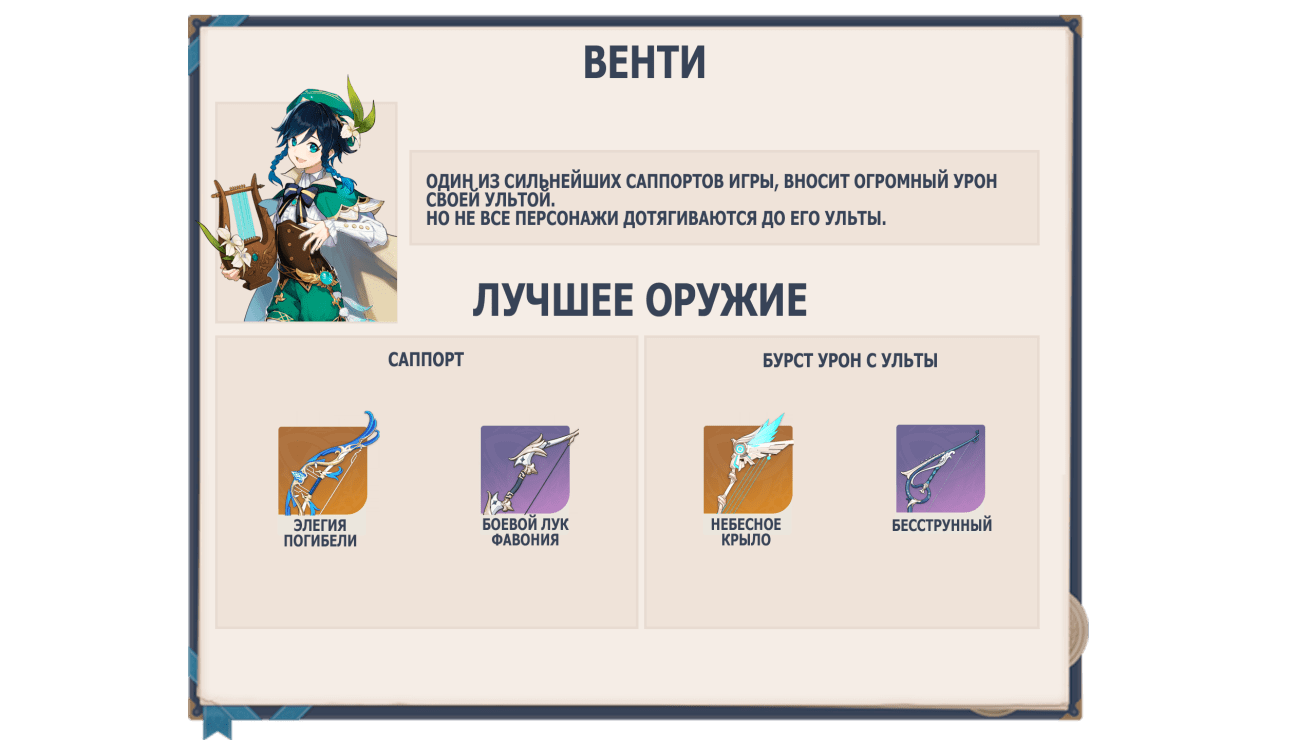 ВЕНТИ
ОДИН ИЗ СИЛЬНЕЙШИХ САППОРТОВ ИГРЫ, ВНОСИТ ОГРОМНЫЙ УРОН
СВОЕЙ УЛЬТОЙ.
НО НЕ ВСЕ ПЕРСОНАЖИ ДОТЯГИВАЮТСЯ ДО ЕГО УЛЬТЫ.
ЛУЧШЕЕ ОРУЖИЕ
САППОРТ
ЭЛЕГИЯ
ПОГИБЕЛИ
БОЕВОЙ ЛУК
ФАВОНИЯ
БУРСТ УРОН С УЛЬТЫ
НЕБЕСНОЕ
КРЫЛО
БЕССТРУННЫЙ